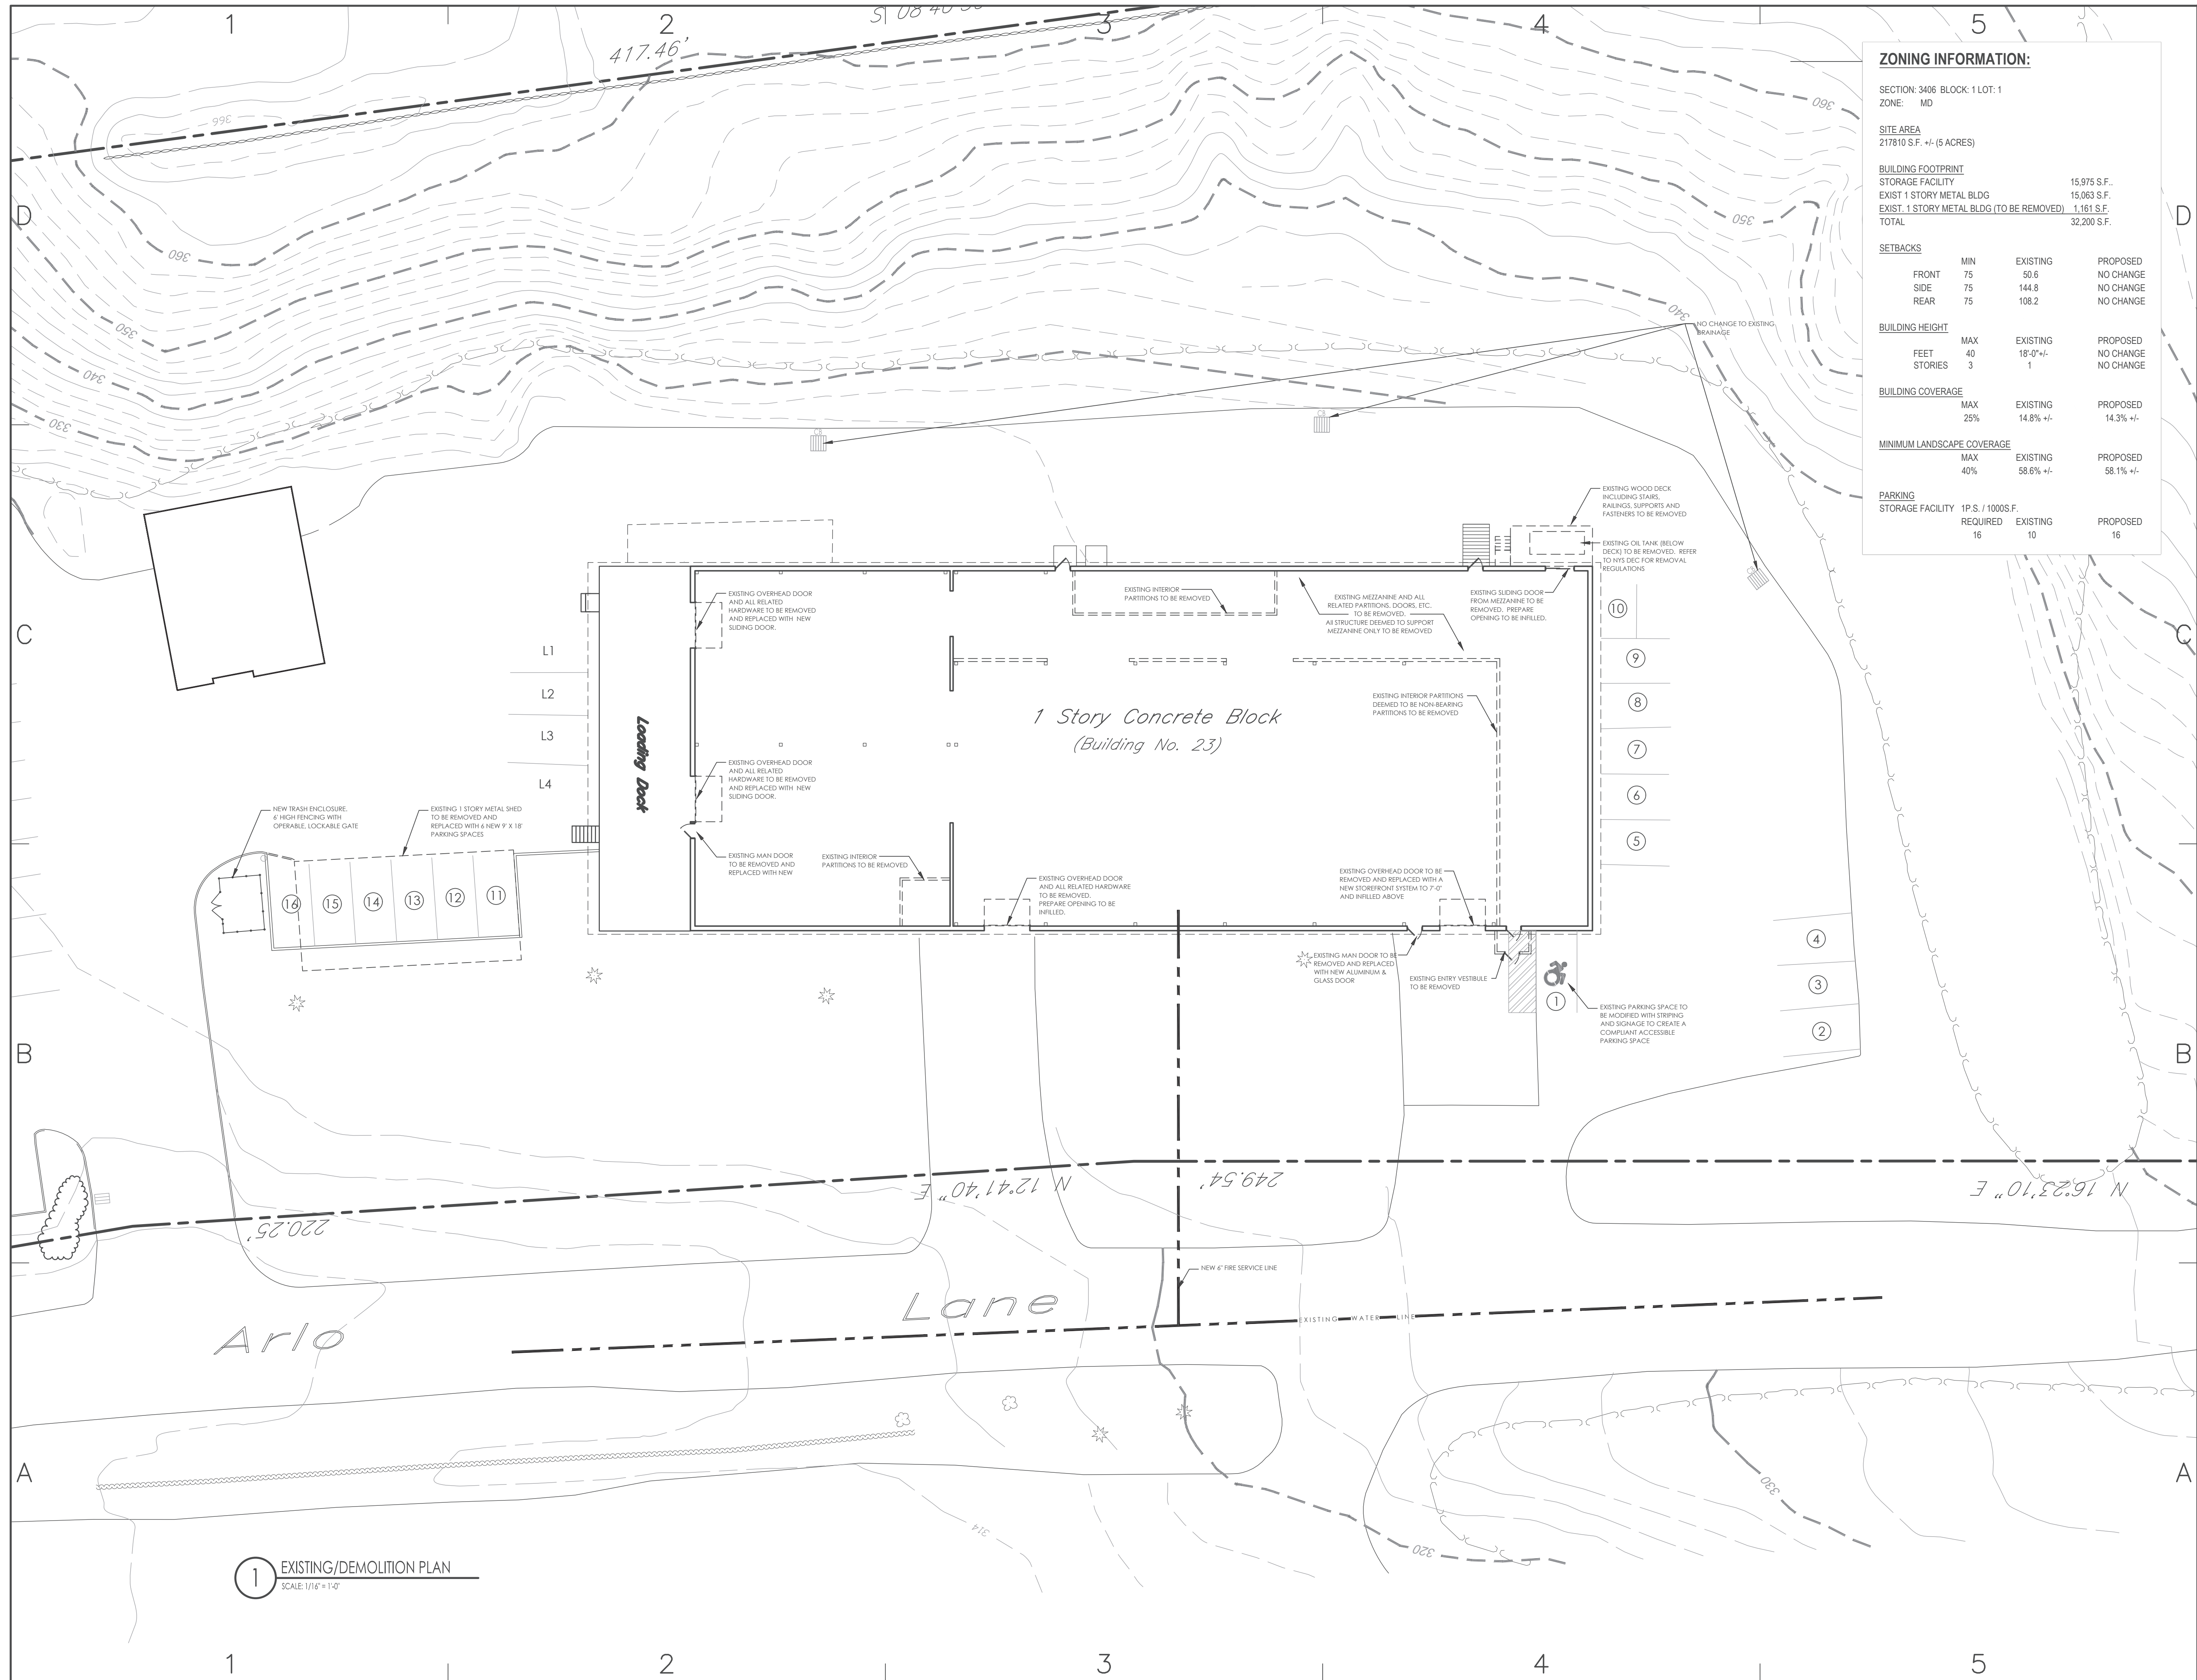 1
2
3
4
5
S 08°40'
417.46'
366
360
360
350
350
340
340
330
D
D
ZONING INFORMATION:
SECTION: 3406 BLOCK: 1 LOT: 1
ZONE: MD
SITE AREA
217810 S.F. +/- (5 ACRES)
BUILDING FOOTPRINT
STORAGE FACILITY 15,975 S.F..
EXIST 1 STORY METAL BLDG 15,063 S.F.
EXIST. 1 STORY METAL BLDG (TO BE REMOVED) 1,161 S.F.
TOTAL 32,200 S.F.
SETBACKS
MIN EXISTING PROPOSED
FRONT 75 50.6 NO CHANGE
SIDE 75 144.8 NO CHANGE
REAR 75 108.2 NO CHANGE
BUILDING HEIGHT
MAX EXISTING PROPOSED
FEET 40 18'-0"+/- NO CHANGE
STORIES 3 1 NO CHANGE
BUILDING COVERAGE
MAX EXISTING PROPOSED
25% 14.8% +/- 14.3% +/-
MINIMUM LANDSCAPE COVERAGE
MAX EXISTING PROPOSED
40% 58.6% +/- 58.1% +/-
PARKING
STORAGE FACILITY 1P.S. / 1000S.F.
REQUIRED EXISTING PROPOSED
16 10 16
NO CHANGE TO EXISTING
DRAINAGE
CB
CB
EXISTING WOOD DECK
INCLUDING STAIRS,
RAILINGS, SUPPORTS AND
FASTENERS TO BE REMOVED
EXISTING OIL TANK (BELOW
DECK) TO BE REMOVED. REFER
TO NYS DEC FOR REMOVAL
REGULATIONS
EXISTING OVERHEAD DOOR
AND ALL RELATED
HARDWARE TO BE REMOVED
AND REPLACED WITH NEW
SLIDING DOOR.
EXISTING INTERIOR
PARTITIONS TO BE REMOVED
EXISTING MEZZANINE AND ALL
RELATED PARTITIONS, DOORS, ETC.
TO BE REMOVED.
All STRUCTURE DEEMED TO SUPPORT
MEZZANINE ONLY TO BE REMOVED
EXISTING SLIDING DOOR
FROM MEZZANINE TO BE
REMOVED. PREPARE
OPENING TO BE INFILLED.
10
9
8
7
6
5
C
C
L1
L2
L3
L4
Loading Dock
1 Story Concrete Block
(Building No. 23)
EXISTING INTERIOR PARTITIONS
DEEMED TO BE NON-BEARING
PARTITIONS TO BE REMOVED
EXISTING OVERHEAD DOOR
AND ALL RELATED
HARDWARE TO BE REMOVED
AND REPLACED WITH NEW
SLIDING DOOR.
NEW TRASH ENCLOSURE.
6' HIGH FENCING WITH
OPERABLE, LOCKABLE GATE
EXISTING 1 STORY METAL SHED
TO BE REMOVED AND
REPLACED WITH 6 NEW 9' X 18'
PARKING SPACES
EXISTING MAN DOOR
TO BE REMOVED AND
REPLACED WITH NEW
EXISTING INTERIOR
PARTITIONS TO BE REMOVED
EXISTING OVERHEAD DOOR
AND ALL RELATED HARDWARE
TO BE REMOVED.
PREPARE OPENING TO BE
INFILLED.
EXISTING OVERHEAD DOOR TO BE
REMOVED AND REPLACED WITH A
NEW STOREFRONT SYSTEM TO 7'-0"
AND INFILLED ABOVE
16
15
14
13
12
11
EXISTING MAN DOOR TO BE
REMOVED AND REPLACED
WITH NEW ALUMINUM &
GLASS DOOR
EXISTING ENTRY VESTIBULE
TO BE REMOVED
1
EXISTING PARKING SPACE TO
BE MODIFIED WITH STRIPING
AND SIGNAGE TO CREATE A
COMPLIANT ACCESSIBLE
PARKING SPACE
4
3
2
B
B
220.25'
N 12°41'40" E
249.54'
N 16°23'10" E
NEW 6" FIRE SERVICE LINE
EXISTING WATER LINE
Arlo Lane
A
A
314
320
330
1
EXISTING/DEMOLITION PLAN
SCALE: 1/16" = 1'-0"
1
2
3
4
5